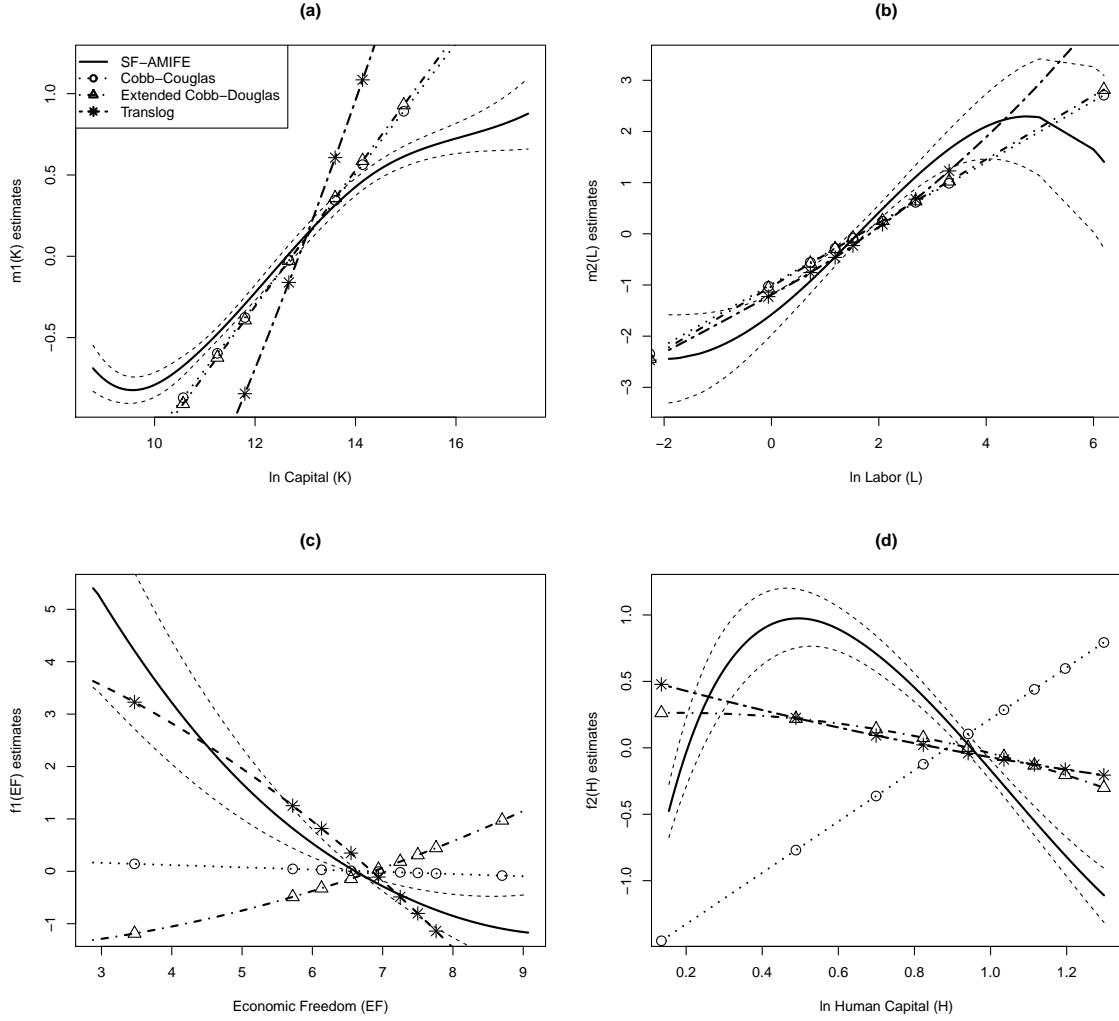 (a)
SF−AMIFE
Cobb−Couglas
Extended Cobb−Douglas
Translog
m1(K) estimates
1.0
0.5
0.0
−0.5
10 12 14 16
ln Capital (K)
(b)
m2(L) estimates
3
2
1
0
−1
−2
−3
−2 0 2 4 6
ln Labor (L)
(c)
f1(EF) estimates
5
4
3
2
1
0
−1
3 4 5 6 7 8 9
Economic Freedom (EF)
(d)
f2(H) estimates
1.0
0.5
0.0
−0.5
−1.0
0.2 0.4 0.6 0.8 1.0 1.2
ln Human Capital (H)